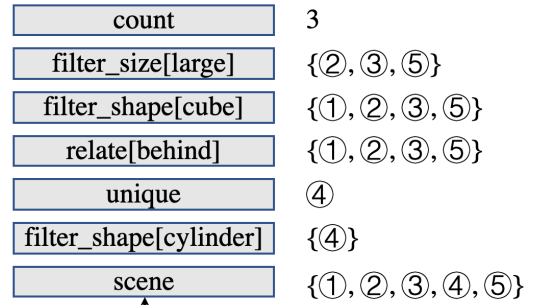 count 3
filter_size[large] {②, ③, ⑤}
filter_shape[cube] {①, ②, ③, ⑤}
relate[behind] {①, ②, ③, ⑤}
unique ④
filter_shape[cylinder] {④}
scene {①, ②, ③, ④, ⑤}